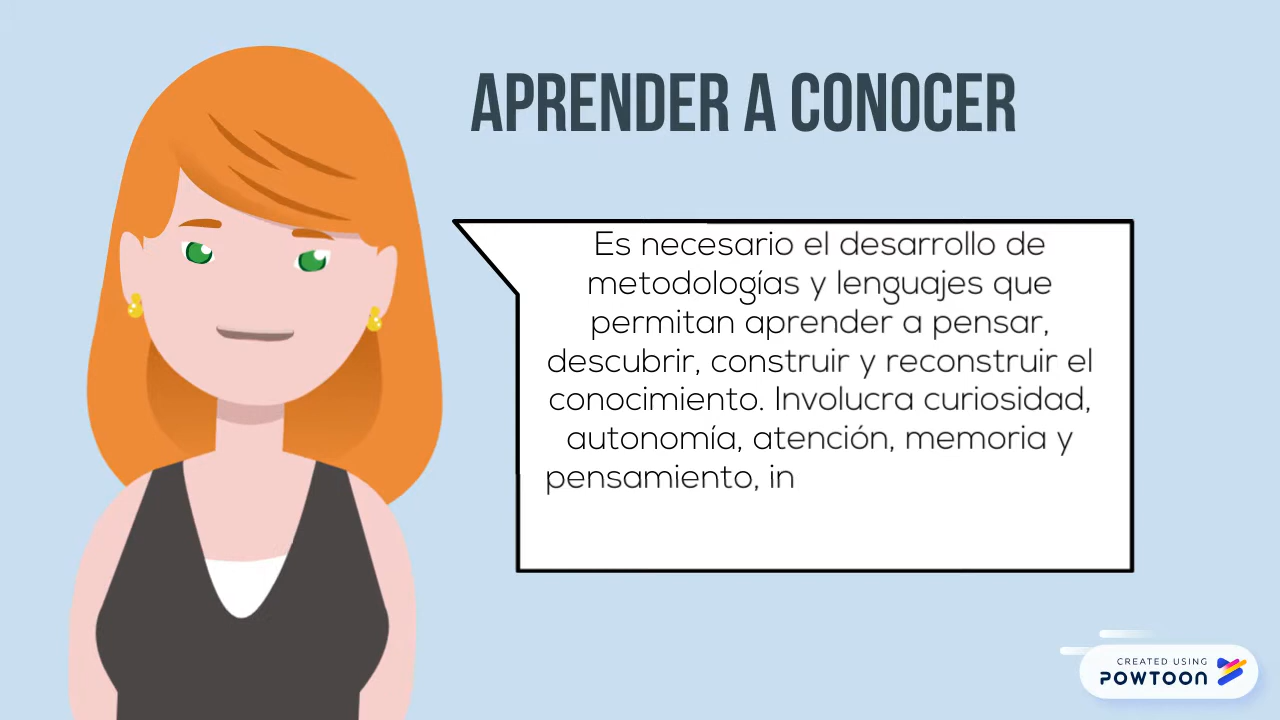 APRENDER A CONOCER
Es necesario el desarrollo de
metodologías y lenguajes que
permitan aprender a pensar,
descubrir, construir y reconstruir el
conocimiento. Involucra curiosidad,
autonomía, atención, memoria y
pensamiento, in
CREATED USING
POWTOON